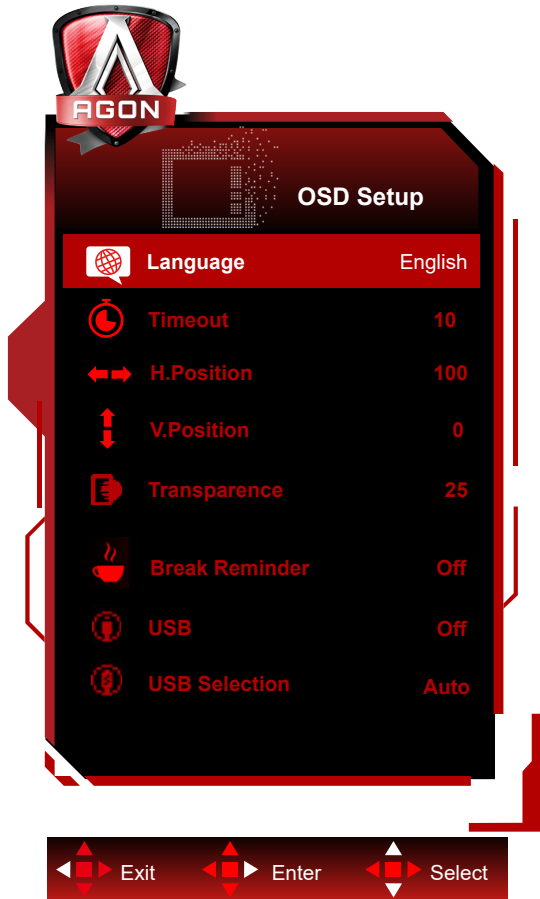 AGON
OSD Setup
Language English
Timeout 10
H.Position 100
V.Position 0
Transparence 25
Break Reminder Off
USB Off
USB Selection Auto
Exit Enter Select